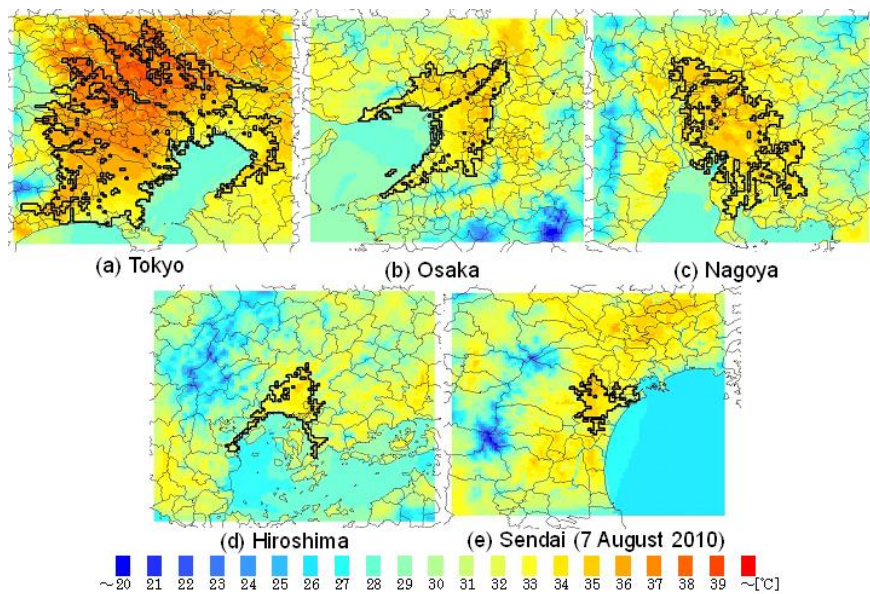 (a) Tokyo
(b) Osaka
(c) Nagoya
(d) Hiroshima
(e) Sendai (7 August 2010)
～20 21 22 23 24 25 26 27 28 29 30 31 32 33 34 35 36 37 38 39 ～[℃]